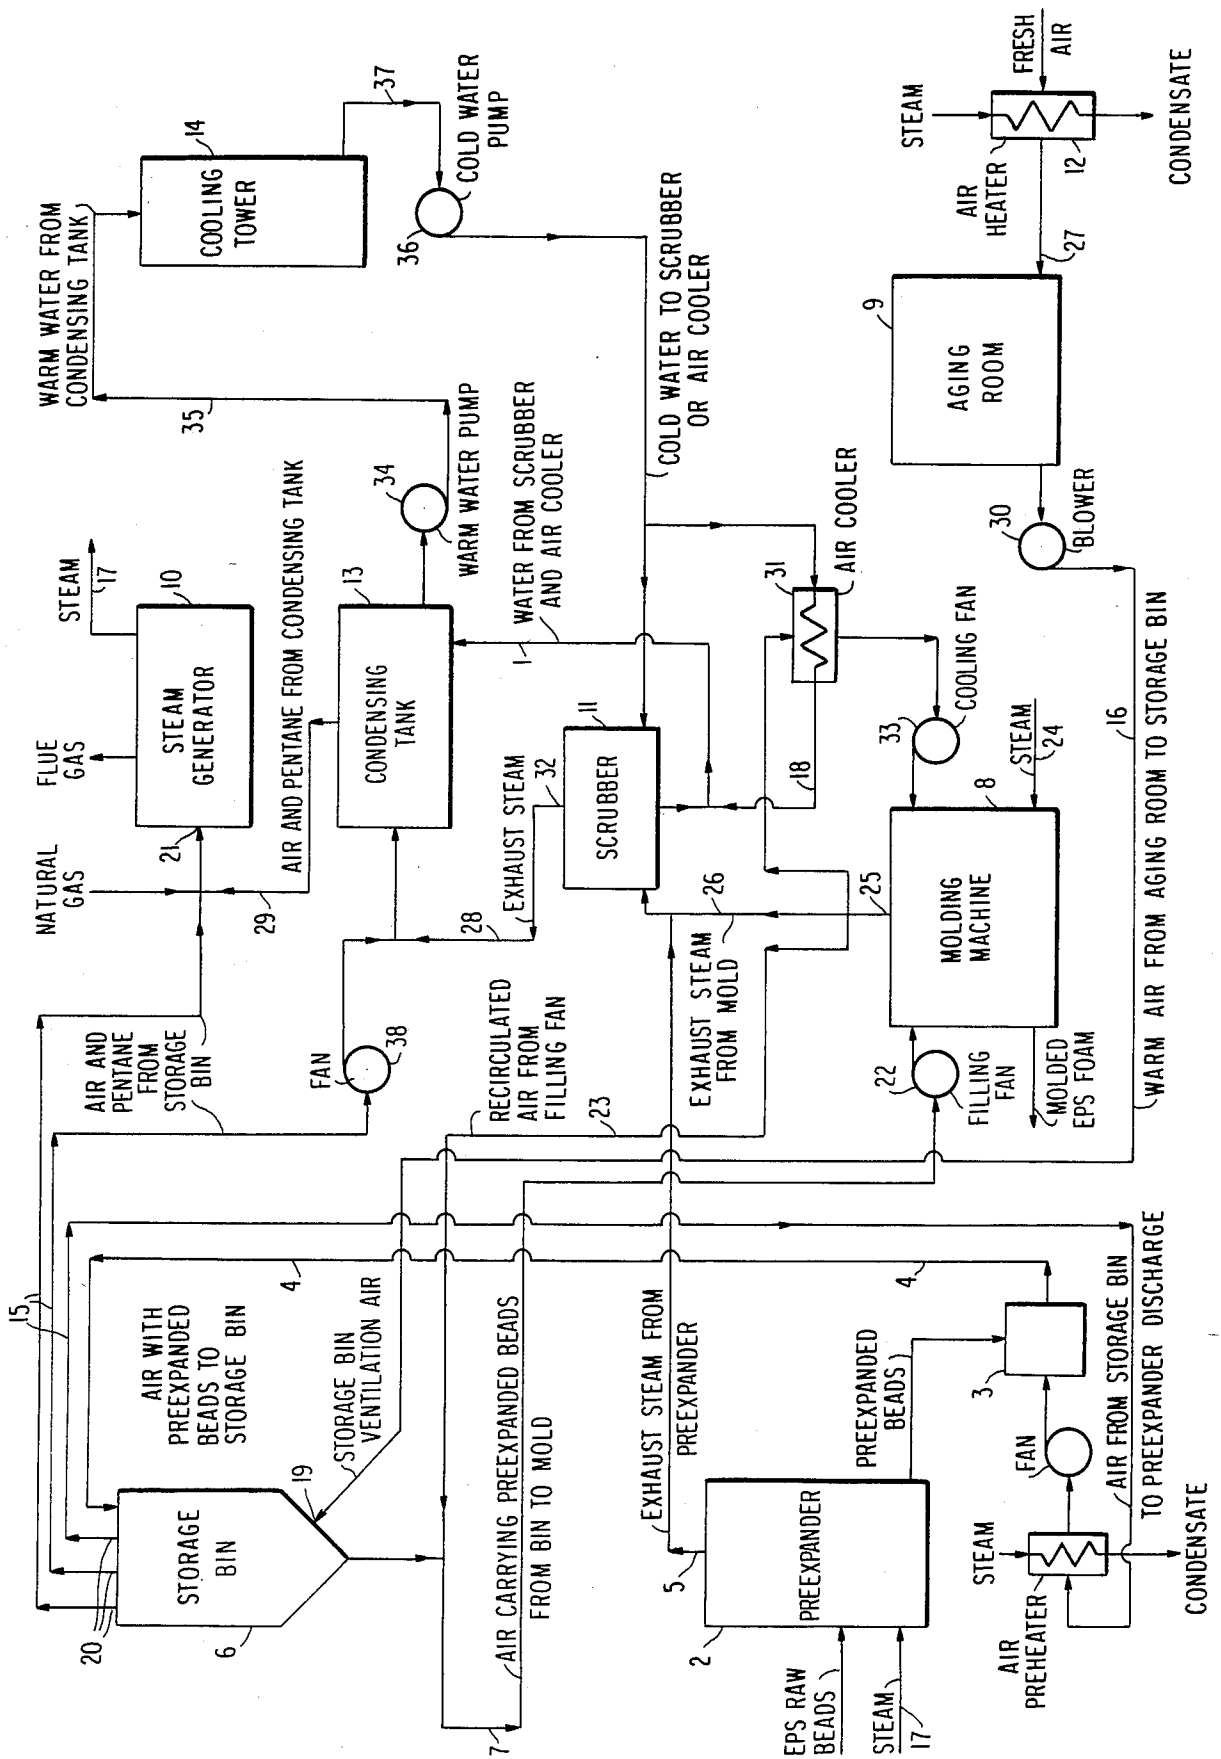 15
20
6
STORAGE
BIN
19
AIR WITH
PREEXPANDED
BEADS TO
STORAGE BIN
4
STORAGE BIN
VENTILATION AIR
AIR AND
PENTANE FROM
STORAGE
BIN
NATURAL
GAS
29
21
FLUE
GAS
STEAM
GENERATOR
10
STEAM
17
AIR AND PENTANE FROM CONDENSING TANK
WARM WATER FROM
CONDENSING TANK
35
COOLING
TOWER
14
37
36
COLD WATER
PUMP
FAN
38
CONDENSING
TANK
13
34
WARM WATER PUMP
28
EXHAUST STEAM
32
SCRUBBER
11
1
WATER FROM SCRUBBER
AND AIR COOLER
COLD WATER TO SCRUBBER
OR AIR COOLER
RECIRCULATED
AIR FROM
FILLING FAN
23
7
AIR CARRYING PREEXPANDED BEADS
FROM BIN TO MOLD
EXHAUST STEAM
FROM MOLD
26
25
18
31
AIR COOLER
33
COOLING FAN
22
FILLING
FAN
MOLDING
MACHINE
8
STEAM
24
MOLDED
EPS FOAM
30
BLOWER
AGING
ROOM
9
27
AIR
HEATER
12
STEAM
FRESH
AIR
CONDENSATE
16
WARM AIR FROM AGING ROOM TO STORAGE BIN
5
EXHAUST STEAM FROM
PREEXPANDER
2
PREEXPANDER
EPS RAW
BEADS
STEAM
17
PREEXPANDED
BEADS
3
4
FAN
STEAM
AIR
PREHEATER
CONDENSATE
AIR FROM STORAGE BIN
TO PREEXPANDER DISCHARGE